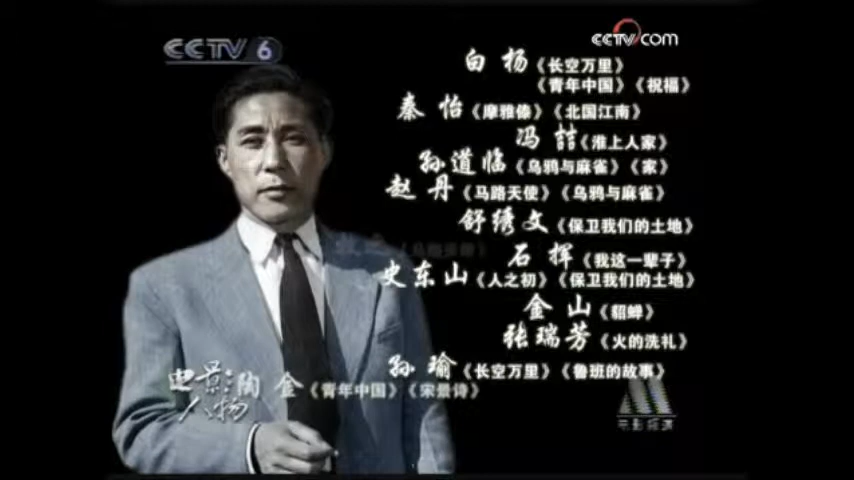 CCTV 6
CCTV.com
白 杨《长空万里》
《青年中国》《祝福》
秦 怡《摩雅傣》《北国江南》
冯 喆《淮上人家》
孙道临《乌鸦与麻雀》《家》
赵 丹《马路天使》《乌鸦与麻雀》
舒绣文《保卫我们的土地》
石 挥《我这一辈子》
史东山《人之初》《保卫我们的土地》
金 山《貂蝉》
张瑞芳《火的洗礼》
孙 瑜《长空万里》《鲁班的故事》
陶 金《青年中国》《宋景诗》
电影人物
电影频道